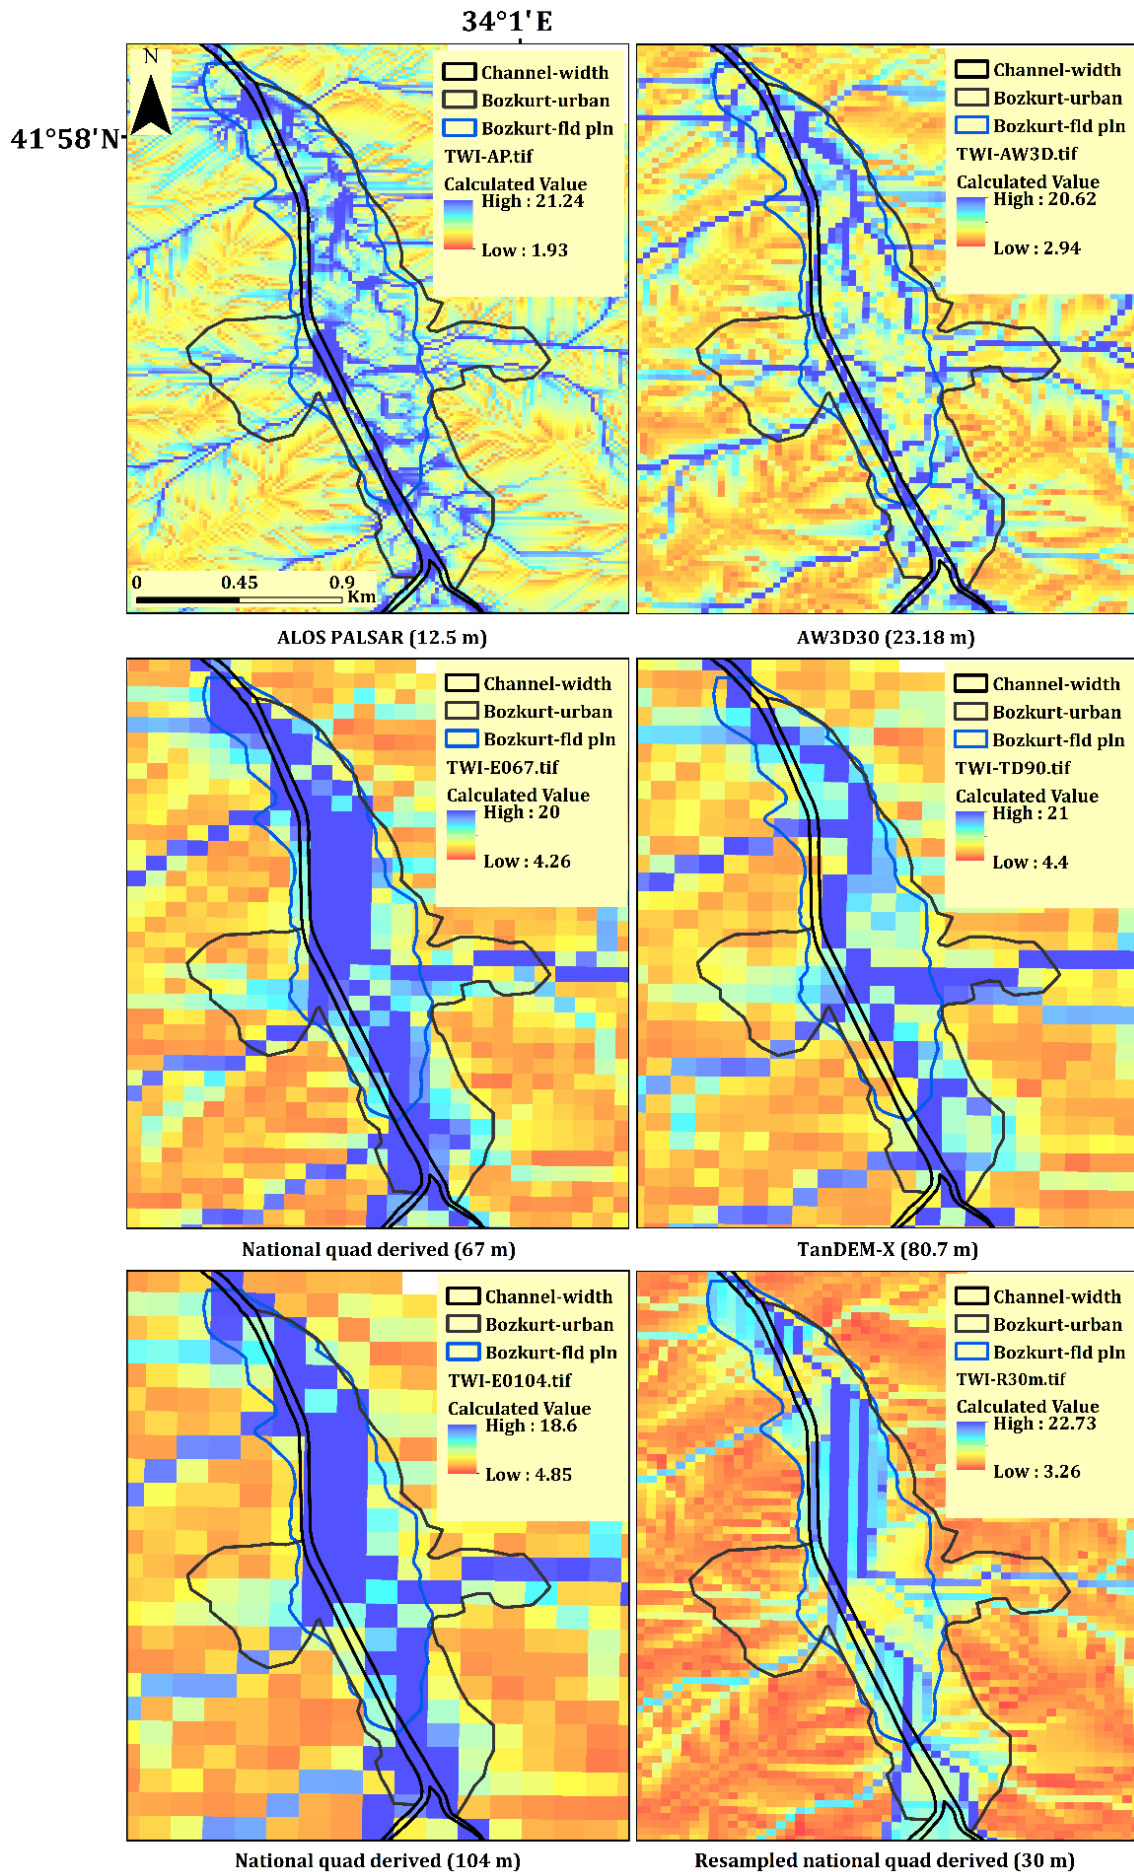 34°1'E
41°58'N
N
Channel-width
Bozkurt-urban
Bozkurt-fld pln
TWI-AP.tif
Calculated Value
High : 21.24
Low : 1.93
0 0.45 0.9
Km
ALOS PALSAR (12.5 m)
Channel-width
Bozkurt-urban
Bozkurt-fld pln
TWI-AW3D.tif
Calculated Value
High : 20.62
Low : 2.94
AW3D30 (23.18 m)
Channel-width
Bozkurt-urban
Bozkurt-fld pln
TWI-E067.tif
Calculated Value
High : 20
Low : 4.26
National quad derived (67 m)
Channel-width
Bozkurt-urban
Bozkurt-fld pln
TWI-TD90.tif
Calculated Value
High : 21
Low : 4.4
TanDEM-X (80.7 m)
Channel-width
Bozkurt-urban
Bozkurt-fld pln
TWI-E0104.tif
Calculated Value
High : 18.6
Low : 4.85
National quad derived (104 m)
Channel-width
Bozkurt-urban
Bozkurt-fld pln
TWI-R30m.tif
Calculated Value
High : 22.73
Low : 3.26
Resampled national quad derived (30 m)